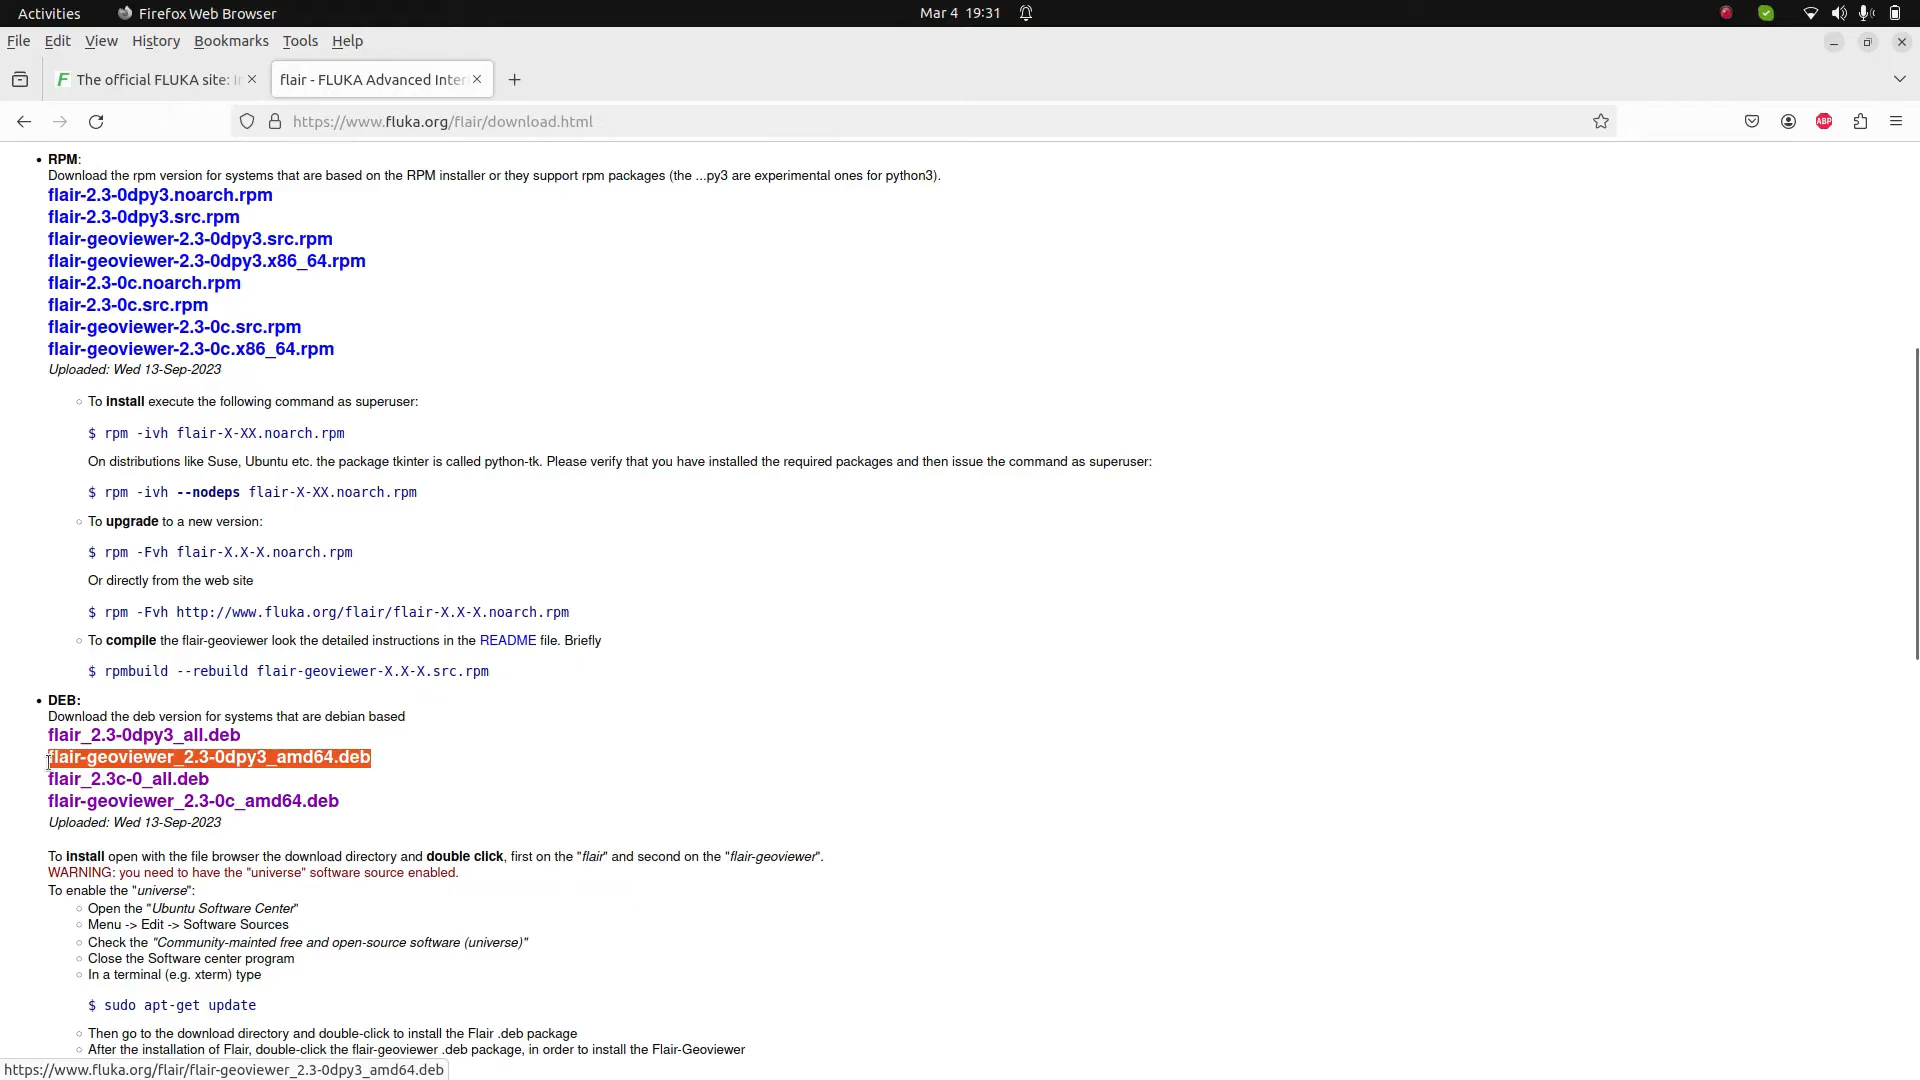 Activities
Firefox Web Browser
Mar 4 19:31
File Edit View History Bookmarks Tools Help
The official FLUKA site: I
flair - FLUKA Advanced Inter
https://www.fluka.org/flair/download.html
ABP
• RPM:
Download the rpm version for systems that are based on the RPM installer or they support rpm packages (the ...py3 are experimental ones for python3).
flair-2.3-0dpy3.noarch.rpm
flair-2.3-0dpy3.src.rpm
flair-geoviewer-2.3-0dpy3.src.rpm
flair-geoviewer-2.3-0dpy3.x86_64.rpm
flair-2.3-0c.noarch.rpm
flair-2.3-0c.src.rpm
flair-geoviewer-2.3-0c.src.rpm
flair-geoviewer-2.3-0c.x86_64.rpm
Uploaded: Wed 13-Sep-2023
◦ To install execute the following command as superuser:
$ rpm -ivh flair-X-XX.noarch.rpm
On distributions like Suse, Ubuntu etc. the package tkinter is called python-tk. Please verify that you have installed the required packages and then issue the command as superuser:
$ rpm -ivh --nodeps flair-X-XX.noarch.rpm
◦ To upgrade to a new version:
$ rpm -Fvh flair-X.X-X.noarch.rpm
Or directly from the web site
$ rpm -Fvh http://www.fluka.org/flair/flair-X.X-X.noarch.rpm
◦ To compile the flair-geoviewer look the detailed instructions in the README file. Briefly
$ rpmbuild --rebuild flair-geoviewer-X.X-X.src.rpm
• DEB:
Download the deb version for systems that are debian based
flair_2.3-0dpy3_all.deb
flair-geoviewer_2.3-0dpy3_amd64.deb
flair_2.3c-0_all.deb
flair-geoviewer_2.3-0c_amd64.deb
Uploaded: Wed 13-Sep-2023
To install open with the file browser the download directory and double click, first on the "flair" and second on the "flair-geoviewer".
WARNING: you need to have the "universe" software source enabled.
To enable the "universe":
◦ Open the "Ubuntu Software Center"
◦ Menu -> Edit -> Software Sources
◦ Check the "Community-mainted free and open-source software (universe)"
◦ Close the Software center program
◦ In a terminal (e.g. xterm) type
$ sudo apt-get update
◦ Then go to the download directory and double-click to install the Flair .deb package
◦ After the installation of Flair, double-click the flair-geoviewer .deb package, in order to install the Flair-Geoviewer
https://www.fluka.org/flair/flair-geoviewer_2.3-0dpy3_amd64.deb